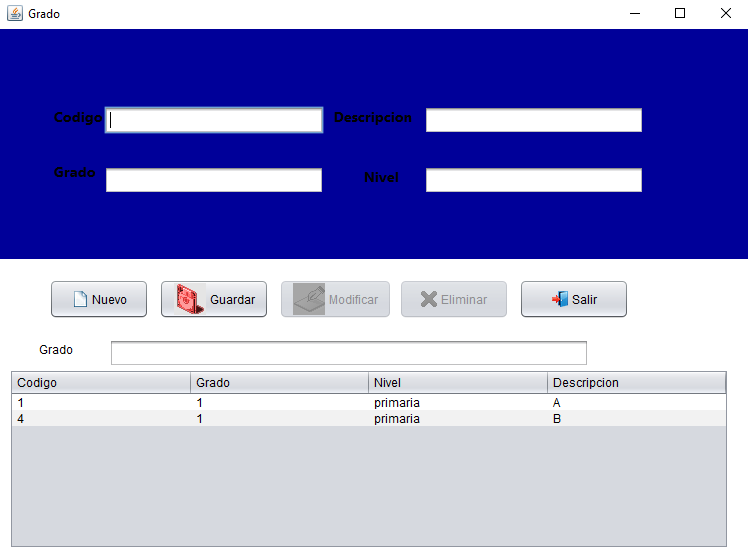 Grado
Codigo Descripcion
Grado Nivel
Nuevo Guardar Modificar Eliminar Salir
Grado
Codigo Grado Nivel Descripcion
1 1 primaria A
4 1 primaria B